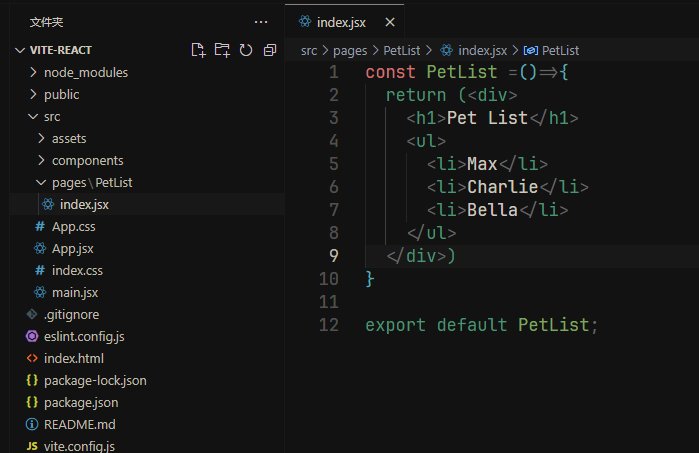 文件夹
···
VITE-REACT
node_modules
public
src
assets
components
pages\PetList
index.jsx
App.css
App.jsx
index.css
main.jsx
.gitignore
eslint.config.js
index.html
package-lock.json
package.json
README.md
vite.config.js
index.jsx
src > pages > PetList > index.jsx > PetList
1 const PetList =()=>{
2   return (<div>
3     <h1>Pet List</h1>
4     <ul>
5       <li>Max</li>
6       <li>Charlie</li>
7       <li>Bella</li>
8     </ul>
9   </div>)
10 }
11
12 export default PetList;